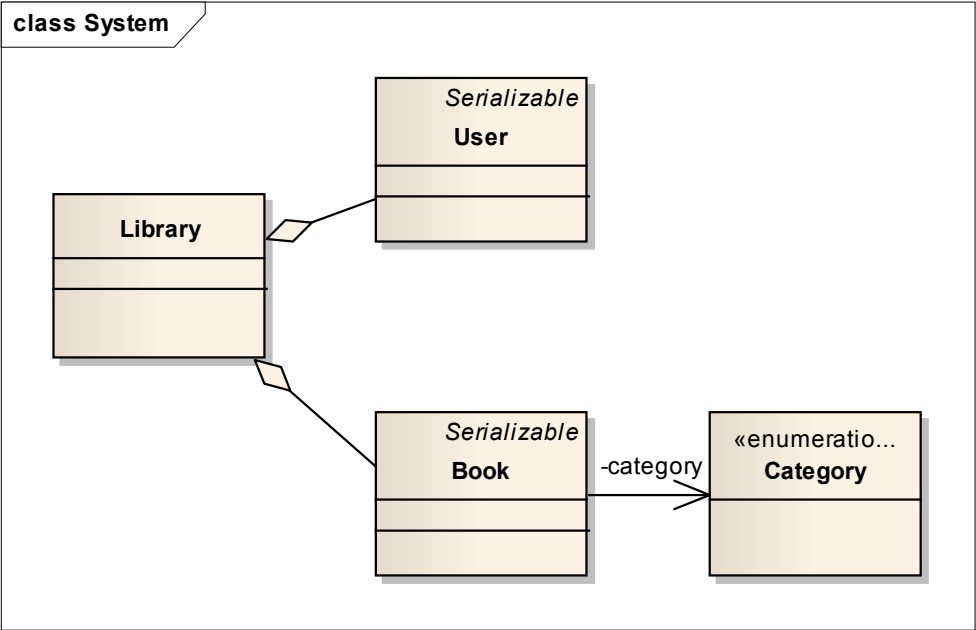 class System
Serializable
User
Library
Serializable
Book
-category
«enumeratio...
Category